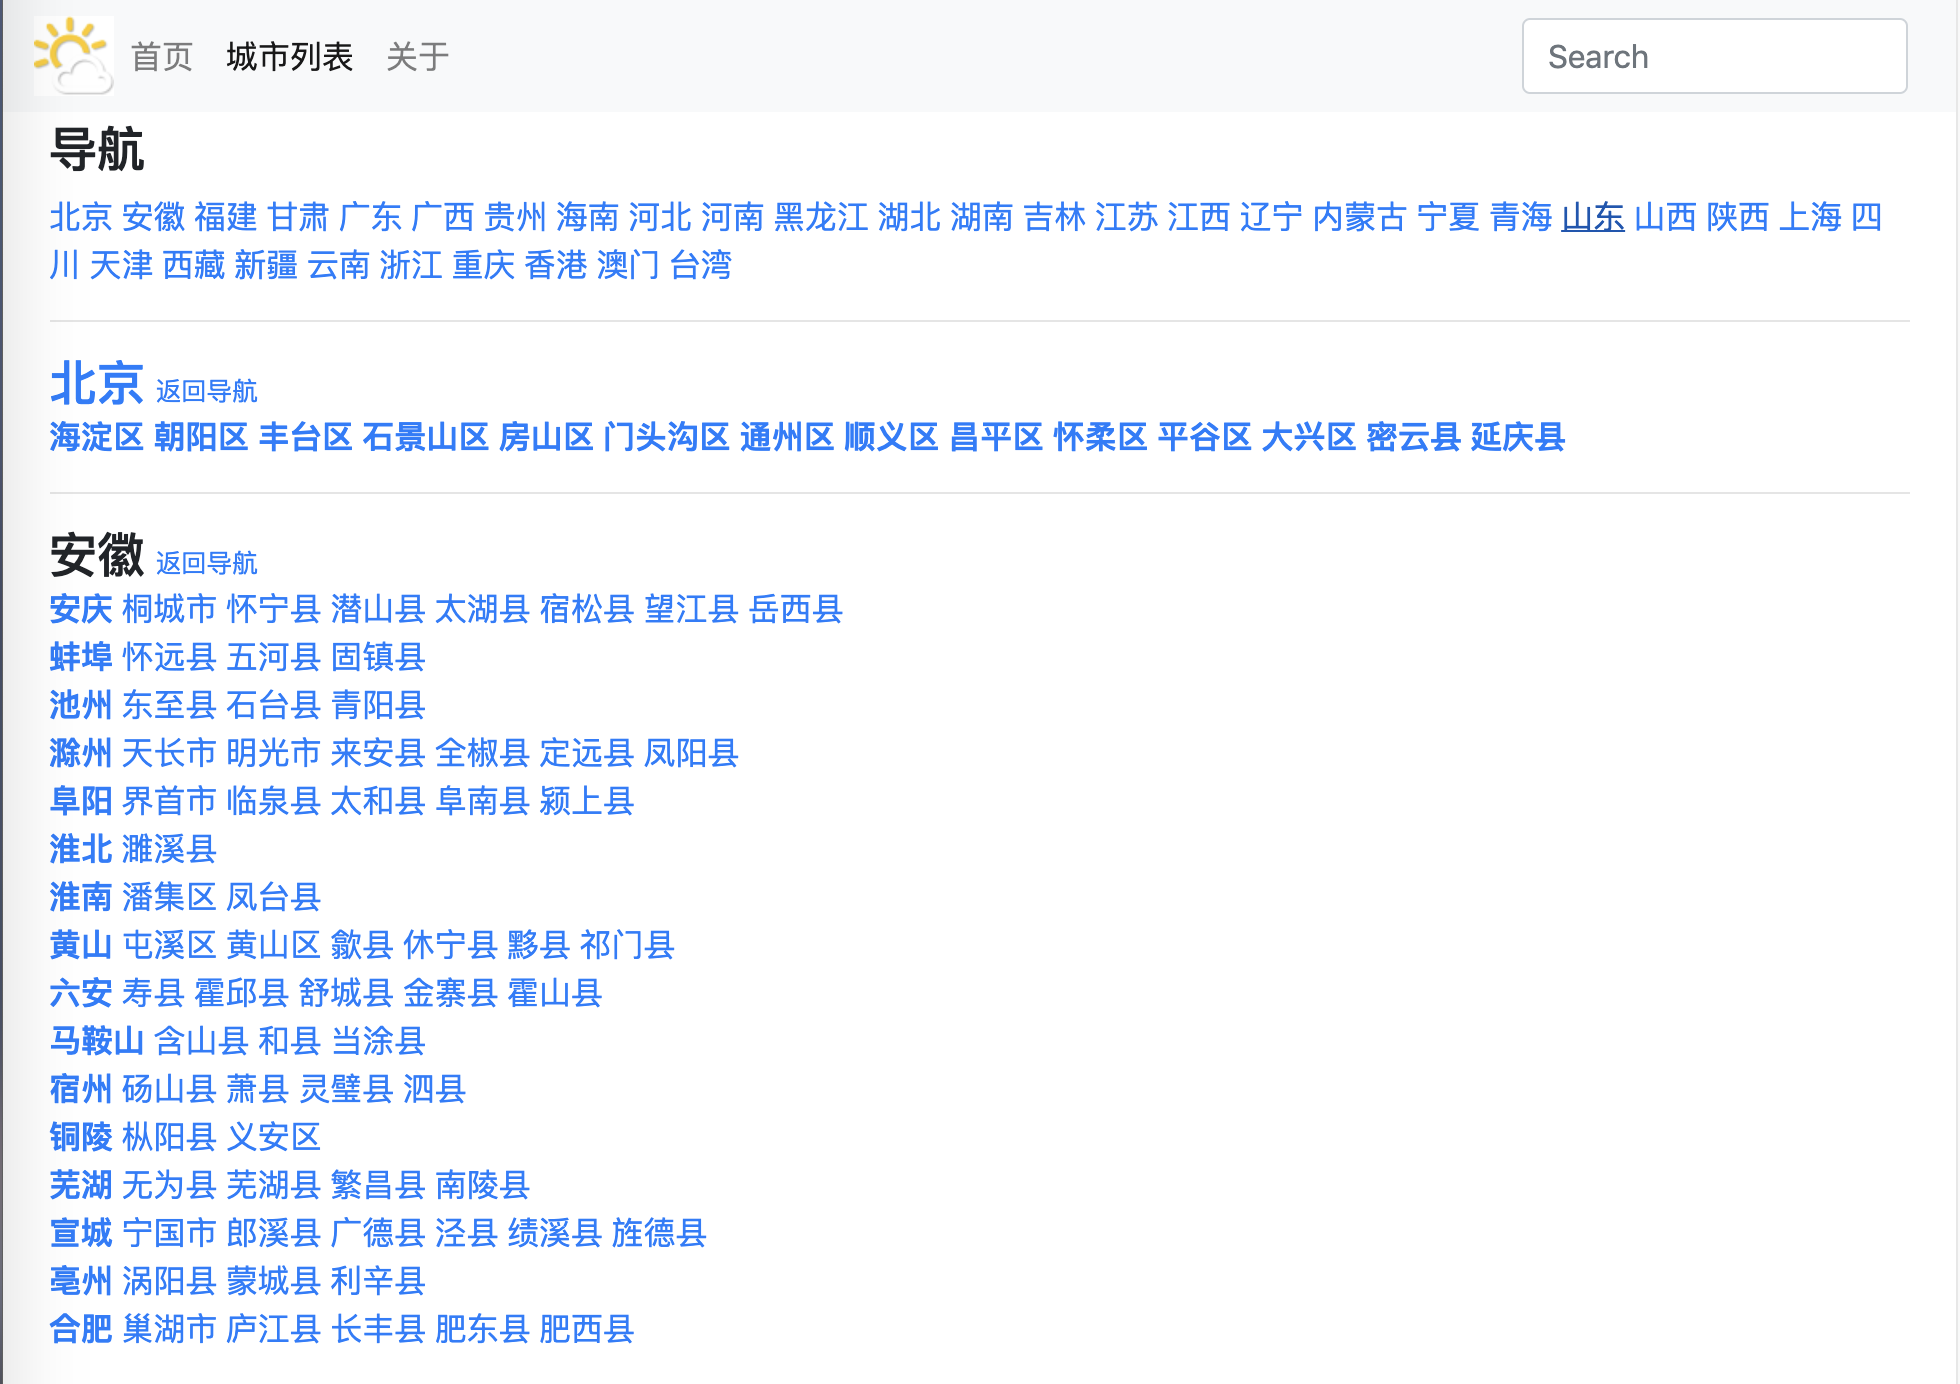 首页 城市列表 关于 Search
导航
北京 安徽 福建 甘肃 广东 广西 贵州 海南 河北 河南 黑龙江 湖北 湖南 吉林 江苏 江西 辽宁 内蒙古 宁夏 青海 山东 山西 陕西 上海 四
川 天津 西藏 新疆 云南 浙江 重庆 香港 澳门 台湾
北京 返回导航
海淀区 朝阳区 丰台区 石景山区 房山区 门头沟区 通州区 顺义区 昌平区 怀柔区 平谷区 大兴区 密云县 延庆县
安徽 返回导航
安庆 桐城市 怀宁县 潜山县 太湖县 宿松县 望江县 岳西县
蚌埠 怀远县 五河县 固镇县
池州 东至县 石台县 青阳县
滁州 天长市 明光市 来安县 全椒县 定远县 凤阳县
阜阳 界首市 临泉县 太和县 阜南县 颍上县
淮北 濉溪县
淮南 潘集区 凤台县
黄山 屯溪区 黄山区 歙县 休宁县 黟县 祁门县
六安 寿县 霍邱县 舒城县 金寨县 霍山县
马鞍山 含山县 和县 当涂县
宿州 砀山县 萧县 灵璧县 泗县
铜陵 枞阳县 义安区
芜湖 无为县 芜湖县 繁昌县 南陵县
宣城 宁国市 郎溪县 广德县 泾县 绩溪县 旌德县
亳州 涡阳县 蒙城县 利辛县
合肥 巢湖市 庐江县 长丰县 肥东县 肥西县